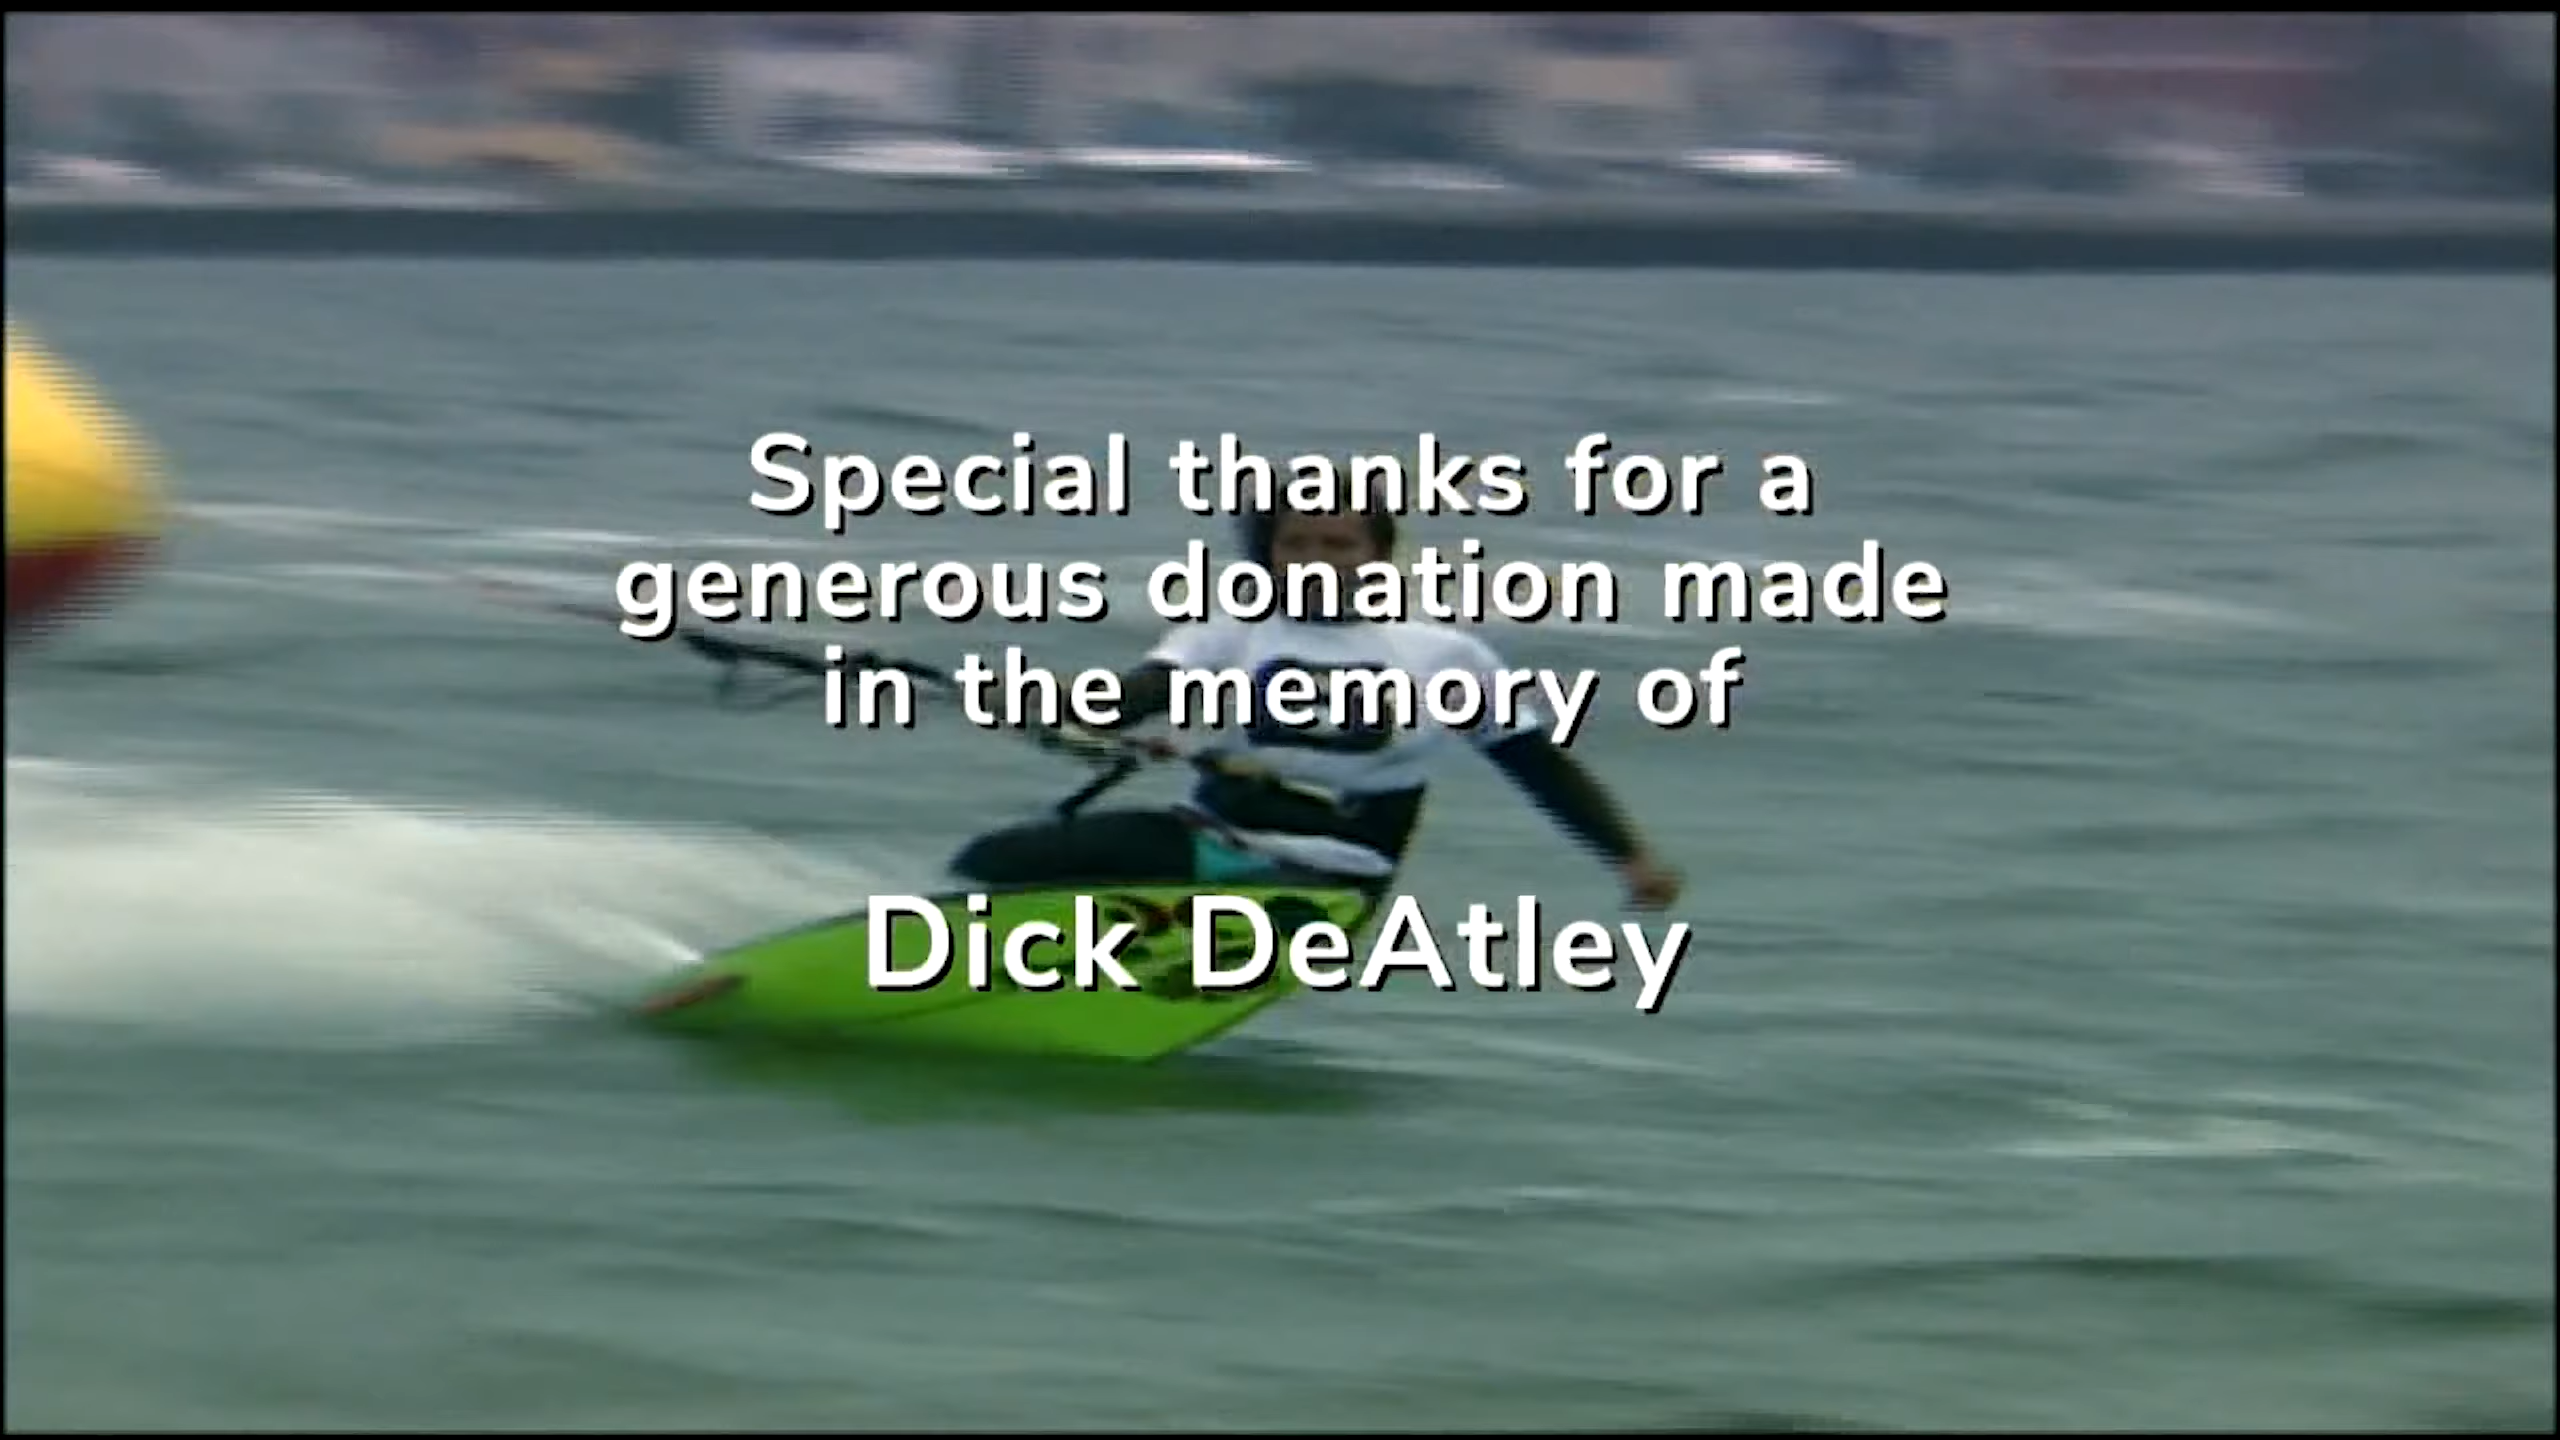 Special thanks for a
generous donation made
in the memory of
Dick DeAtley